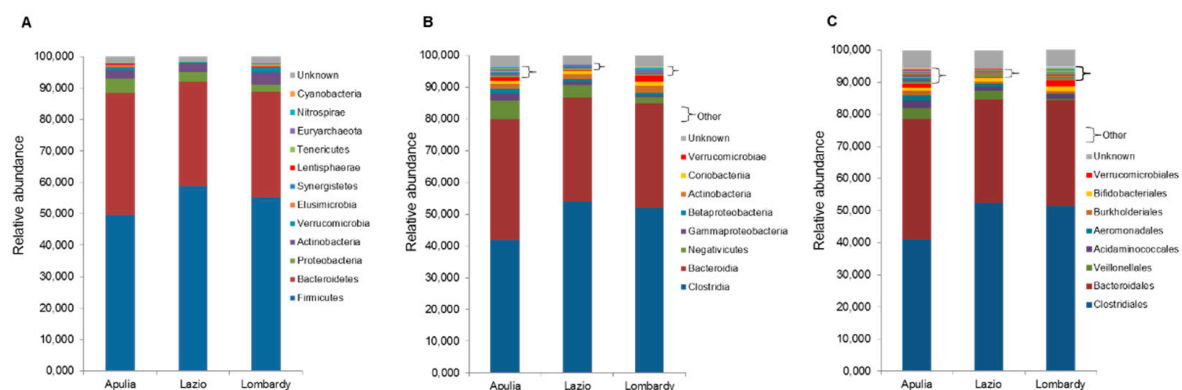 A
Relative abundance
100,000
90,000
80,000
70,000
60,000
50,000
40,000
30,000
20,000
10,000
0,000
Apulia Lazio Lombardy
Unknown
Cyanobacteria
Nitrospirae
Euryarchaeota
Tenericutes
Lentisphaerae
Synergistetes
Elusimicrobia
Verrucomicrobia
Actinobacteria
Proteobacteria
Bacteroidetes
Firmicutes
B
Relative abundance
100,000
90,000
80,000
70,000
60,000
50,000
40,000
30,000
20,000
10,000
0,000
Apulia Lazio Lombardy
Other
Unknown
Verrucomicrobiae
Coriobacteriia
Actinobacteria
Betaproteobacteria
Gammaproteobacteria
Negativicutes
Bacteroidia
Clostridia
C
Relative abundance
100,000
90,000
80,000
70,000
60,000
50,000
40,000
30,000
20,000
10,000
0,000
Apulia Lazio Lombardy
Other
Unknown
Verrucomicrobiales
Bifidobacteriales
Burkholderiales
Aeromonadales
Acidaminococcales
Veillonellales
Bacteroidales
Clostridiales